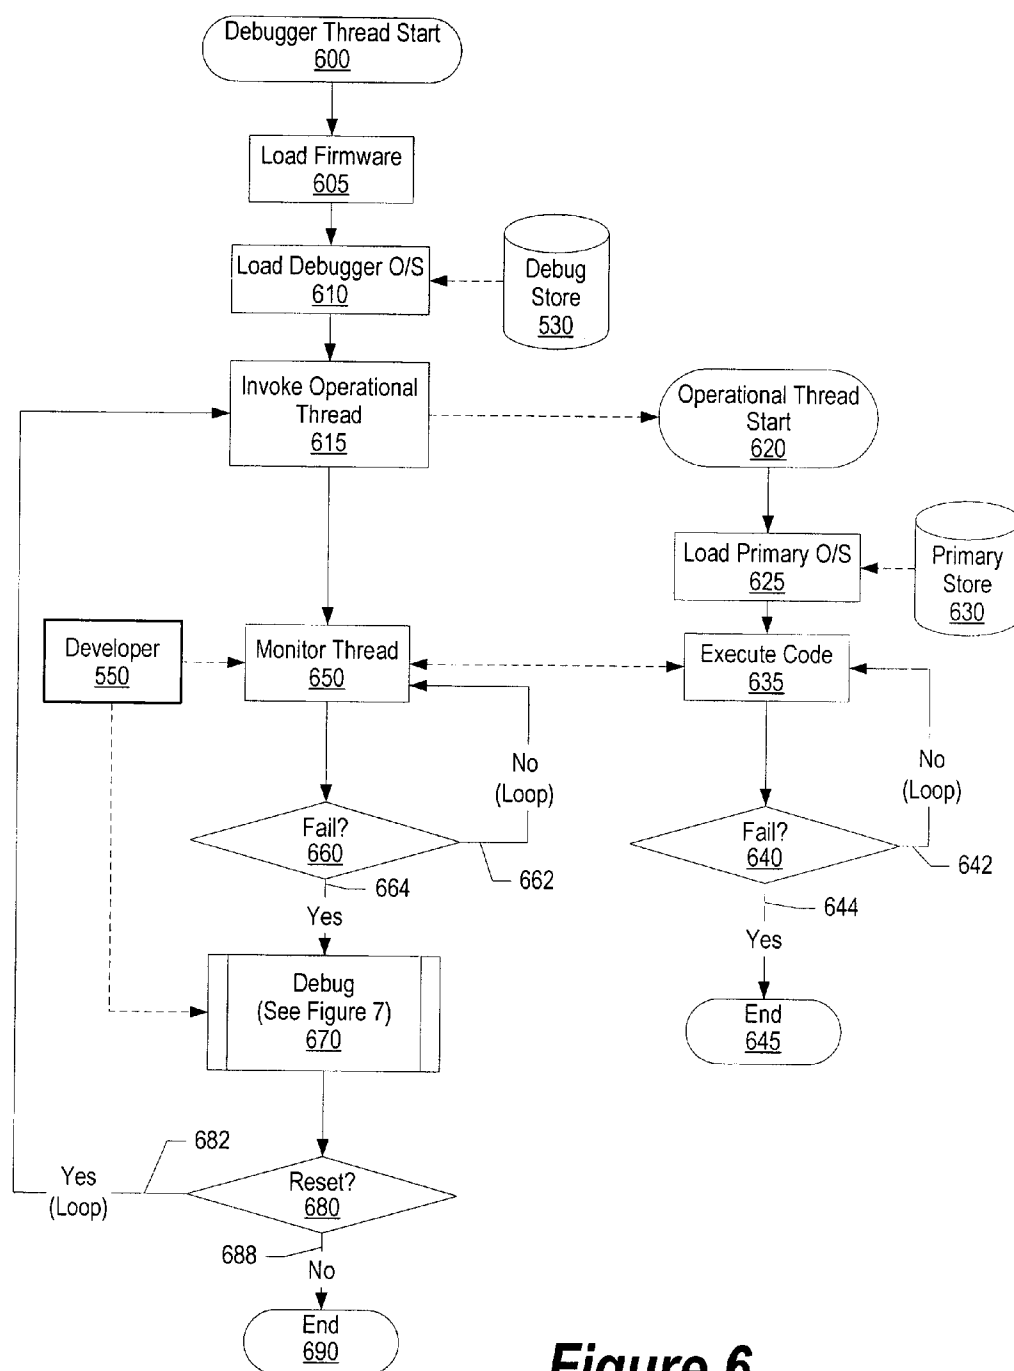 Debugger Thread Start
600
Load Firmware
605
Load Debugger O/S
610
Debug
Store
530
Invoke Operational
Thread
615
Operational Thread
Start
620
Load Primary O/S
625
Primary
Store
630
Developer
550
Monitor Thread
650
Execute Code
635
No
(Loop)
No
(Loop)
Fail?
660
662
664
Yes
Fail?
640
642
644
Yes
Debug
(See Figure 7)
670
End
645
682
Yes
(Loop)
Reset?
680
688
No
End
690
Figure 6